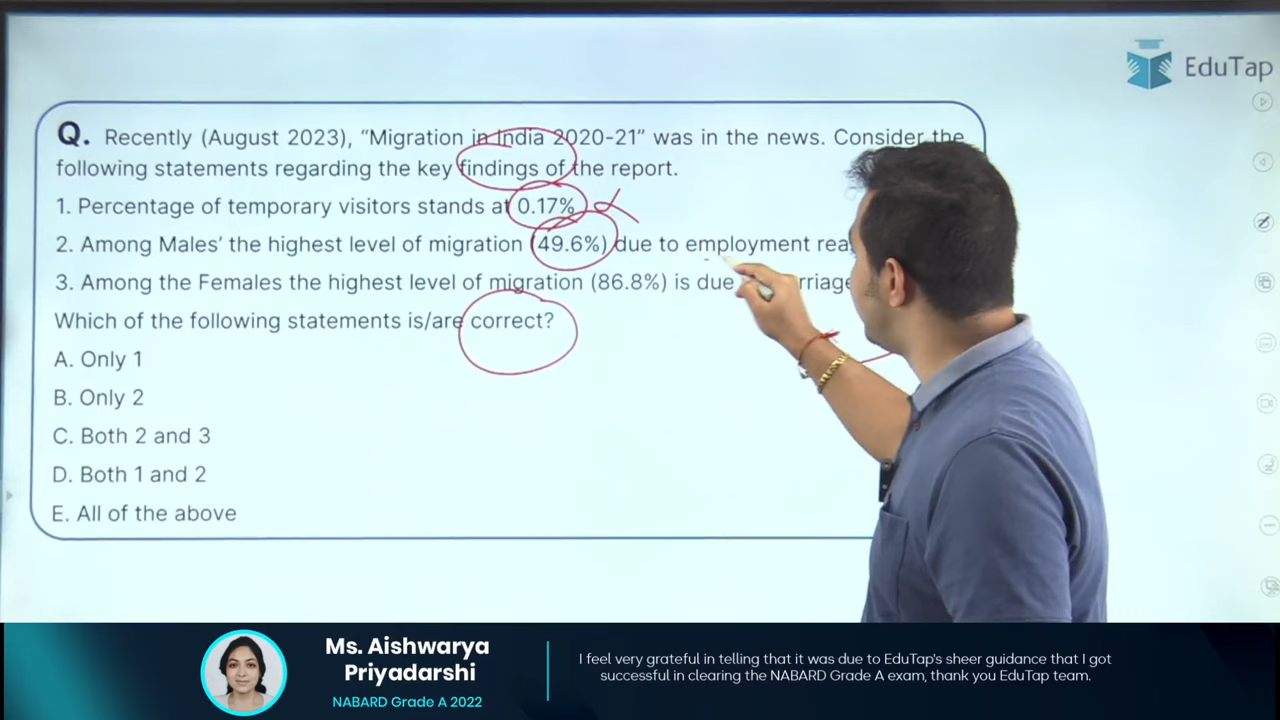 EduTap
Q. Recently (August 2023), “Migration in India 2020-21” was in the news. Consider the
following statements regarding the key findings of the report.
1. Percentage of temporary visitors stands at 0.17%
2. Among Males’ the highest level of migration (49.6%) due to employment
3. Among the Females the highest level of migration (86.8%) is due
Which of the following statements is/are correct?
A. Only 1
B. Only 2
C. Both 2 and 3
D. Both 1 and 2
E. All of the above
Ms. Aishwarya
Priyadarshi
NABARD Grade A 2022
I feel very grateful in telling that it was due to EduTap's sheer guidance that I got
successful in clearing the NABARD Grade A exam, thank you EduTap team.